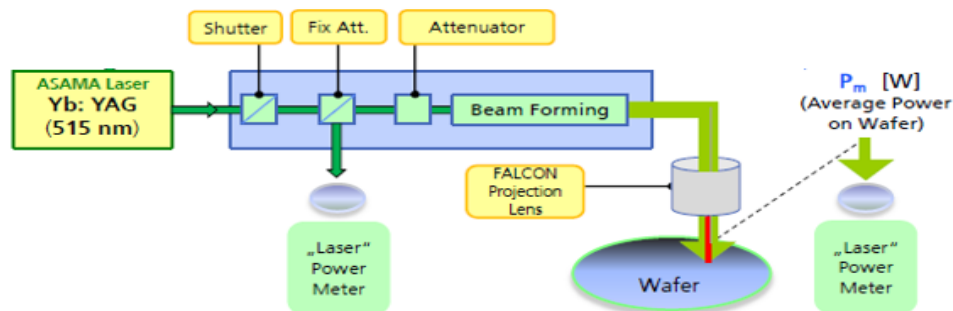 Shutter
Fix Att.
Attenuator
ASAMA Laser
Yb: YAG
(515 nm)
Beam Forming
Pm [W]
(Average Power
on Wafer)
FALCON
Projection
Lens
„Laser“
Power
Meter
Wafer
„Laser“
Power
Meter